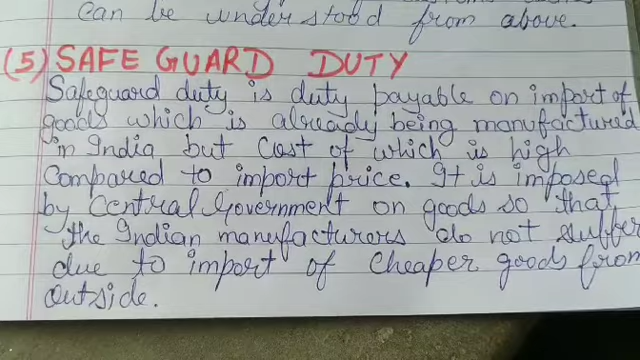 can be understood from above.
(5) SAFE GUARD DUTY
Safeguard duty is duty payable on import of
goods which is already being manufactured
in India but cost of which is high
compared to import price. It is imposed
by Central Government on goods so that
the Indian manufacturers do not suffer
due to import of cheaper goods from
outside.